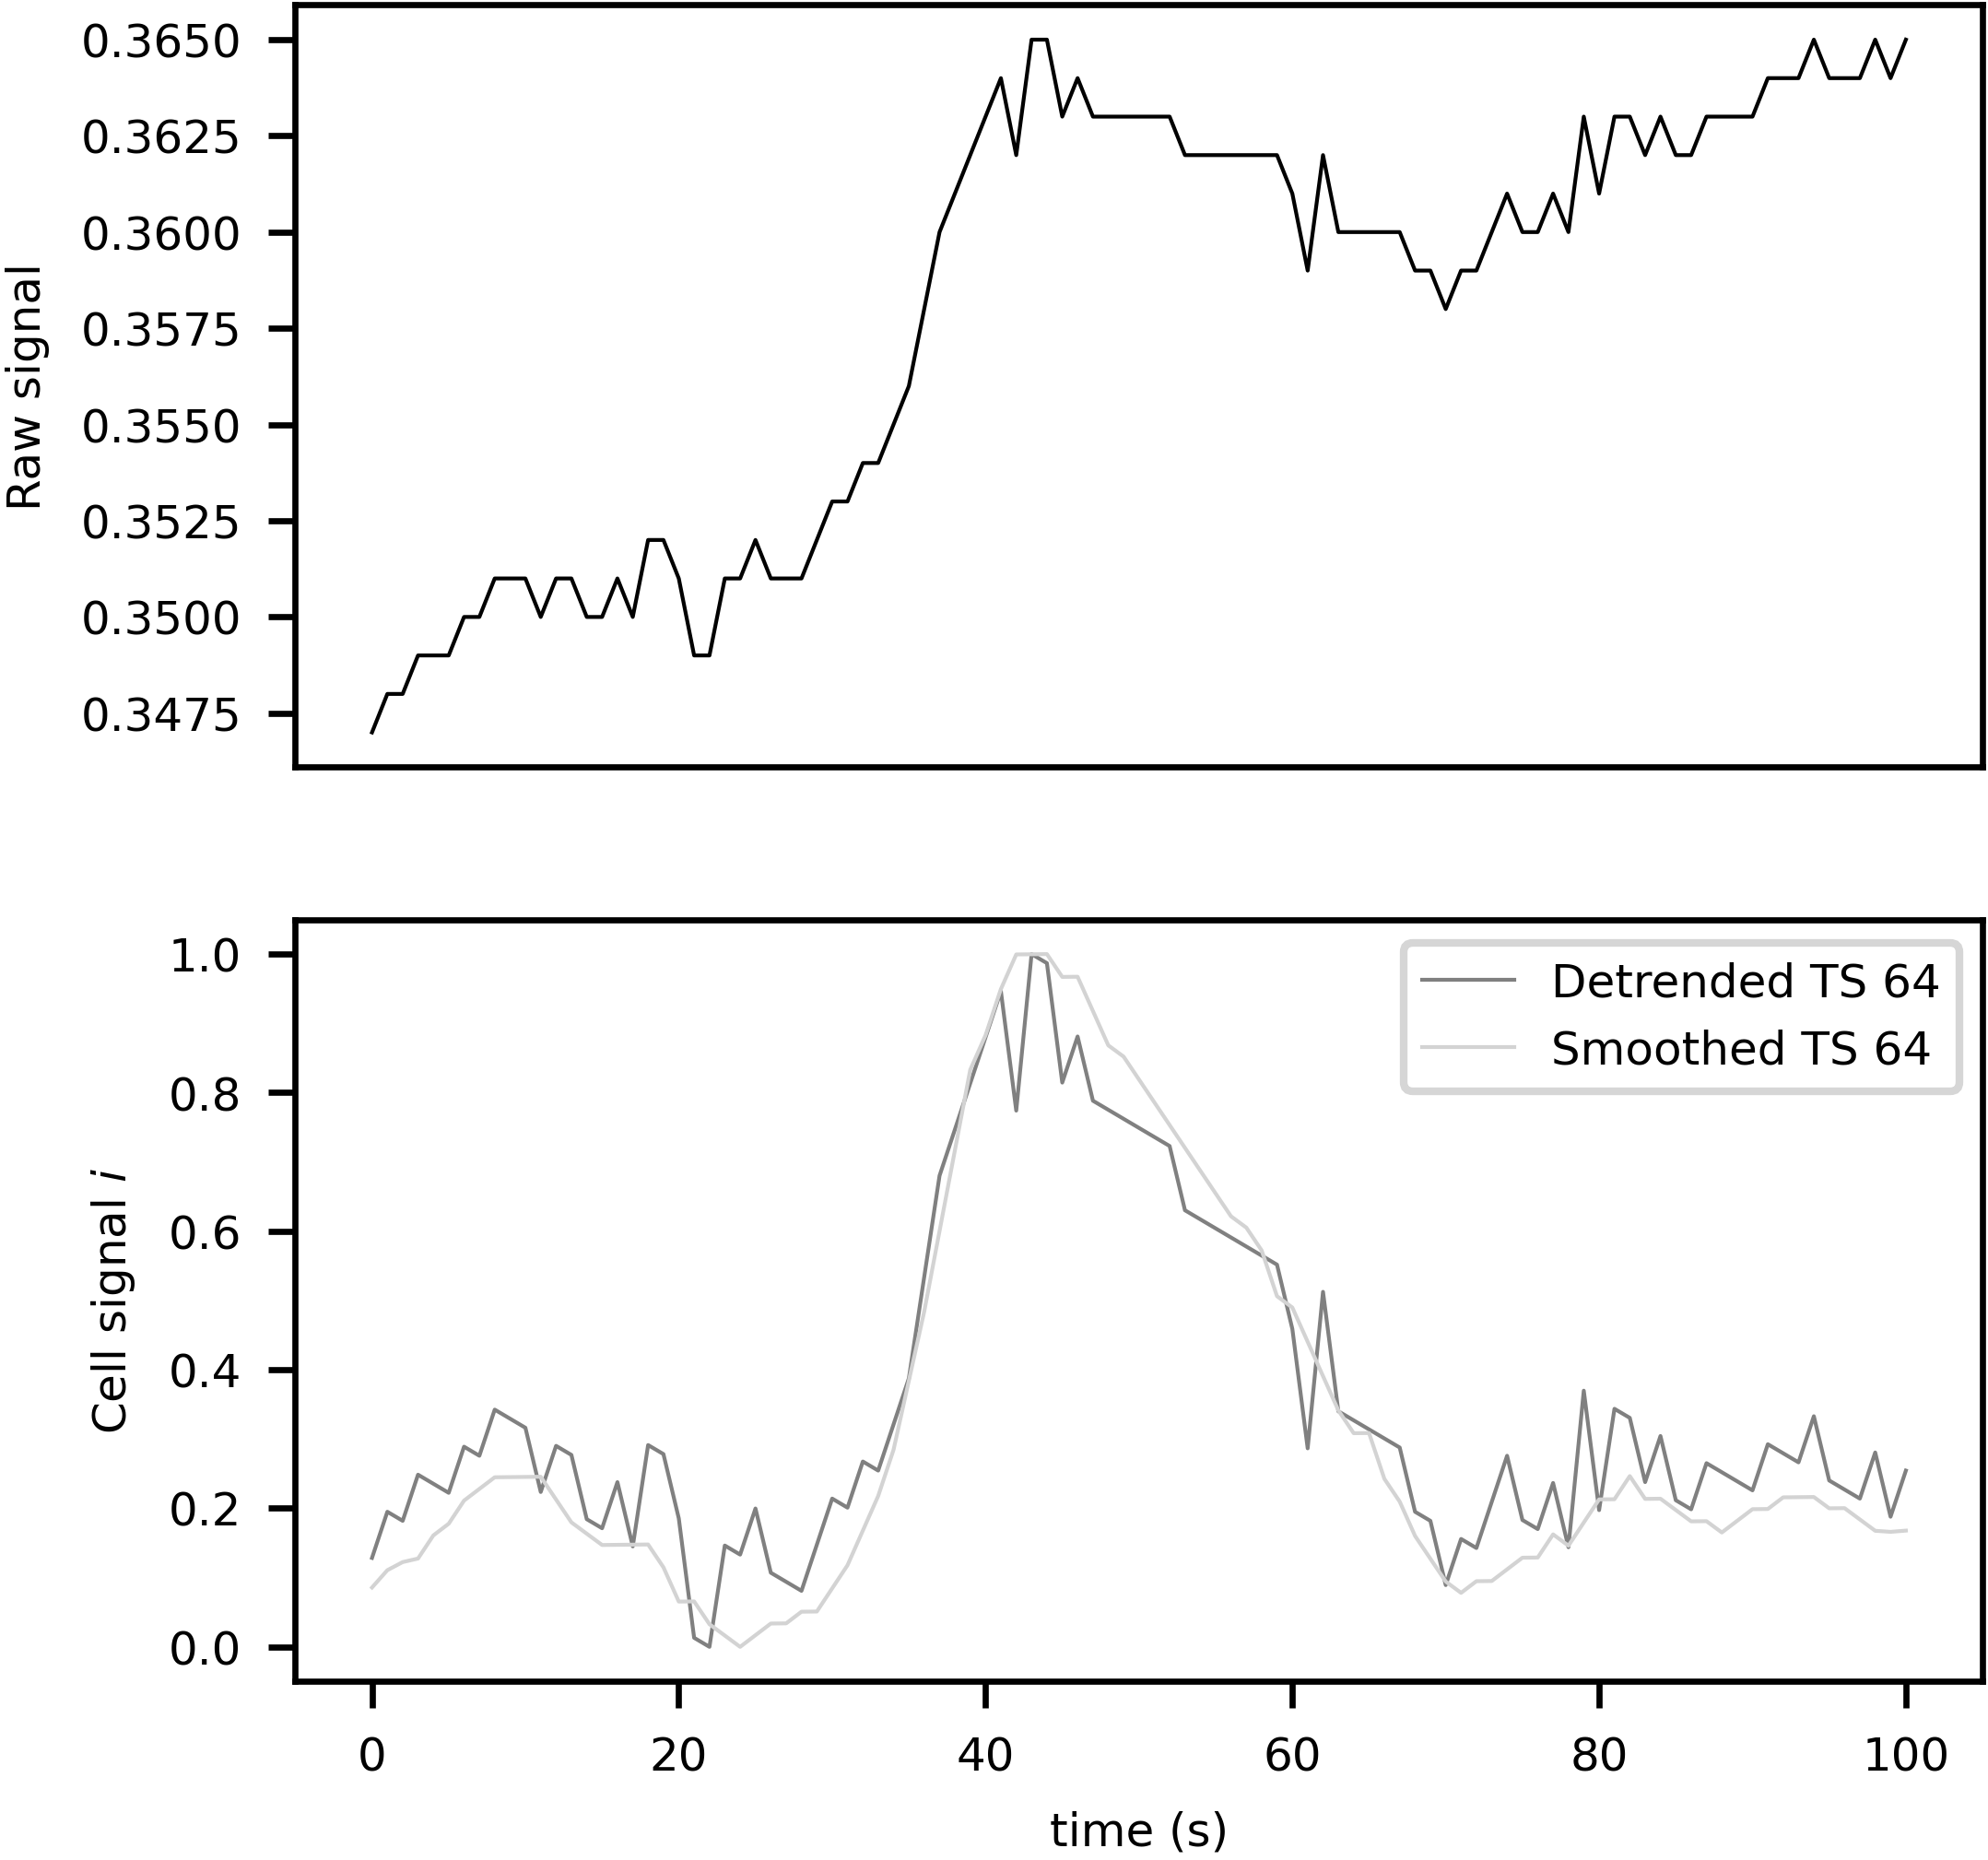 Raw signal
0.3650
0.3625
0.3600
0.3575
0.3550
0.3525
0.3500
0.3475
Cell signal i
1.0
0.8
0.6
0.4
0.2
0.0
Detrended TS 64
Smoothed TS 64
0 20 40 60 80 100
time (s)